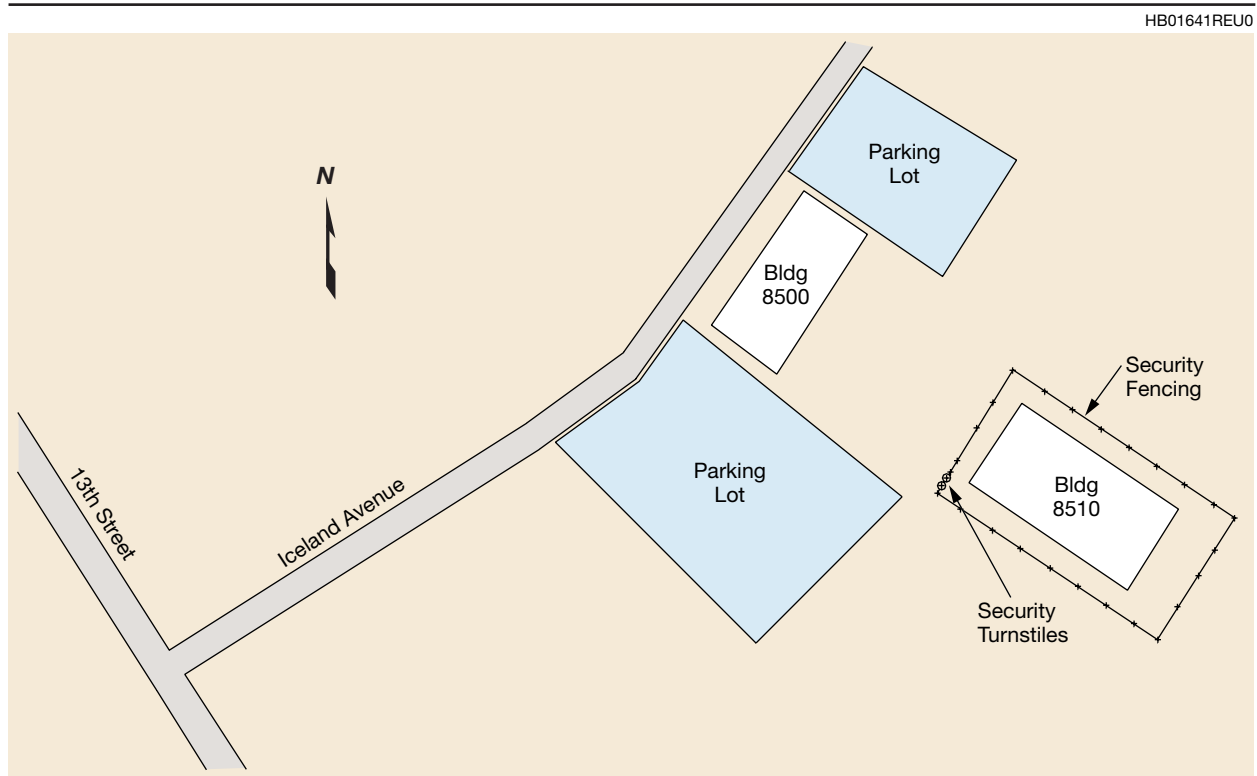 HB01641REU0
N
Parking
Lot
Bldg
8500
Security
Fencing
Parking
Lot
Bldg
8510
13th Street
Iceland Avenue
Security
Turnstiles